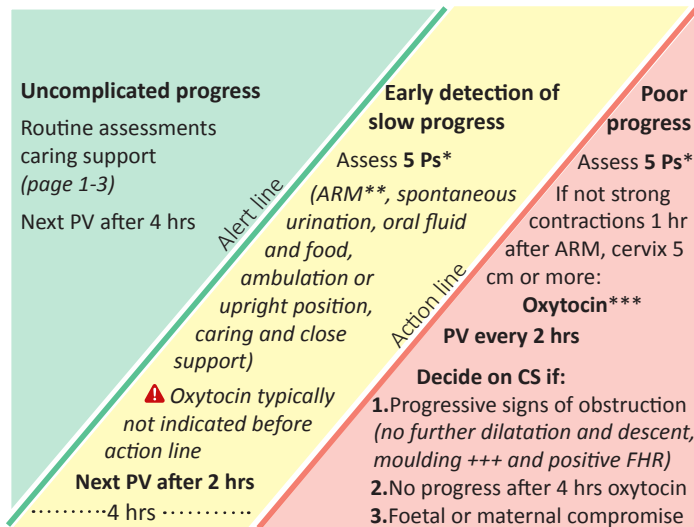 Uncomplicated progress
Routine assessments
caring support
(page 1-3)
Next PV after 4 hrs
Alert line
Early detection of
slow progress
Assess 5 Ps*
(ARM**, spontaneous
urination, oral fluid
and food,
ambulation or
upright position,
caring and close
support)
Oxytocin typically
not indicated before
action line
Next PV after 2 hrs
·········4 hrs ·········
Action line
Poor
progress
Assess 5 Ps*
If not strong
contractions 1 hr
after ARM, cervix 5
cm or more:
Oxytocin***
PV every 2 hrs
Decide on CS if:
1.Progressive signs of obstruction
(no further dilatation and descent,
moulding +++ and positive FHR)
2.No progress after 4 hrs oxytocin
3.Foetal or maternal compromise